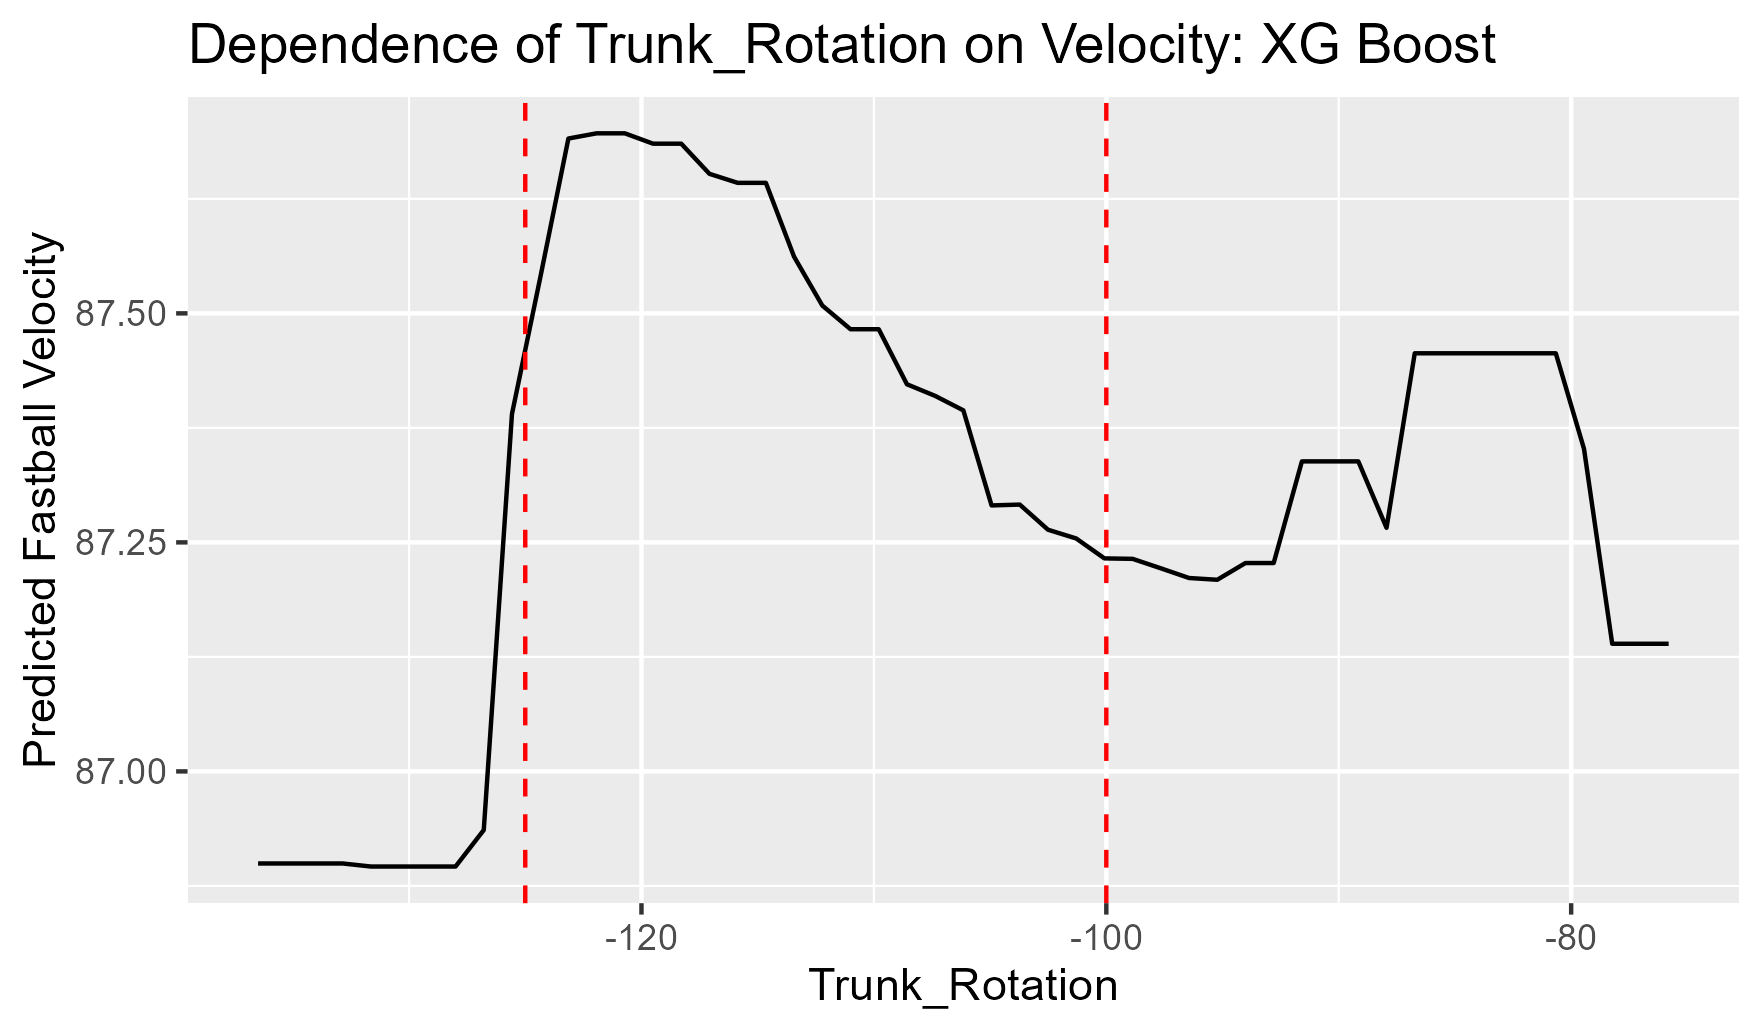 Dependence of Trunk_Rotation on Velocity: XG Boost
Predicted Fastball Velocity
87.50
87.25
87.00
-120
-100
-80
Trunk_Rotation